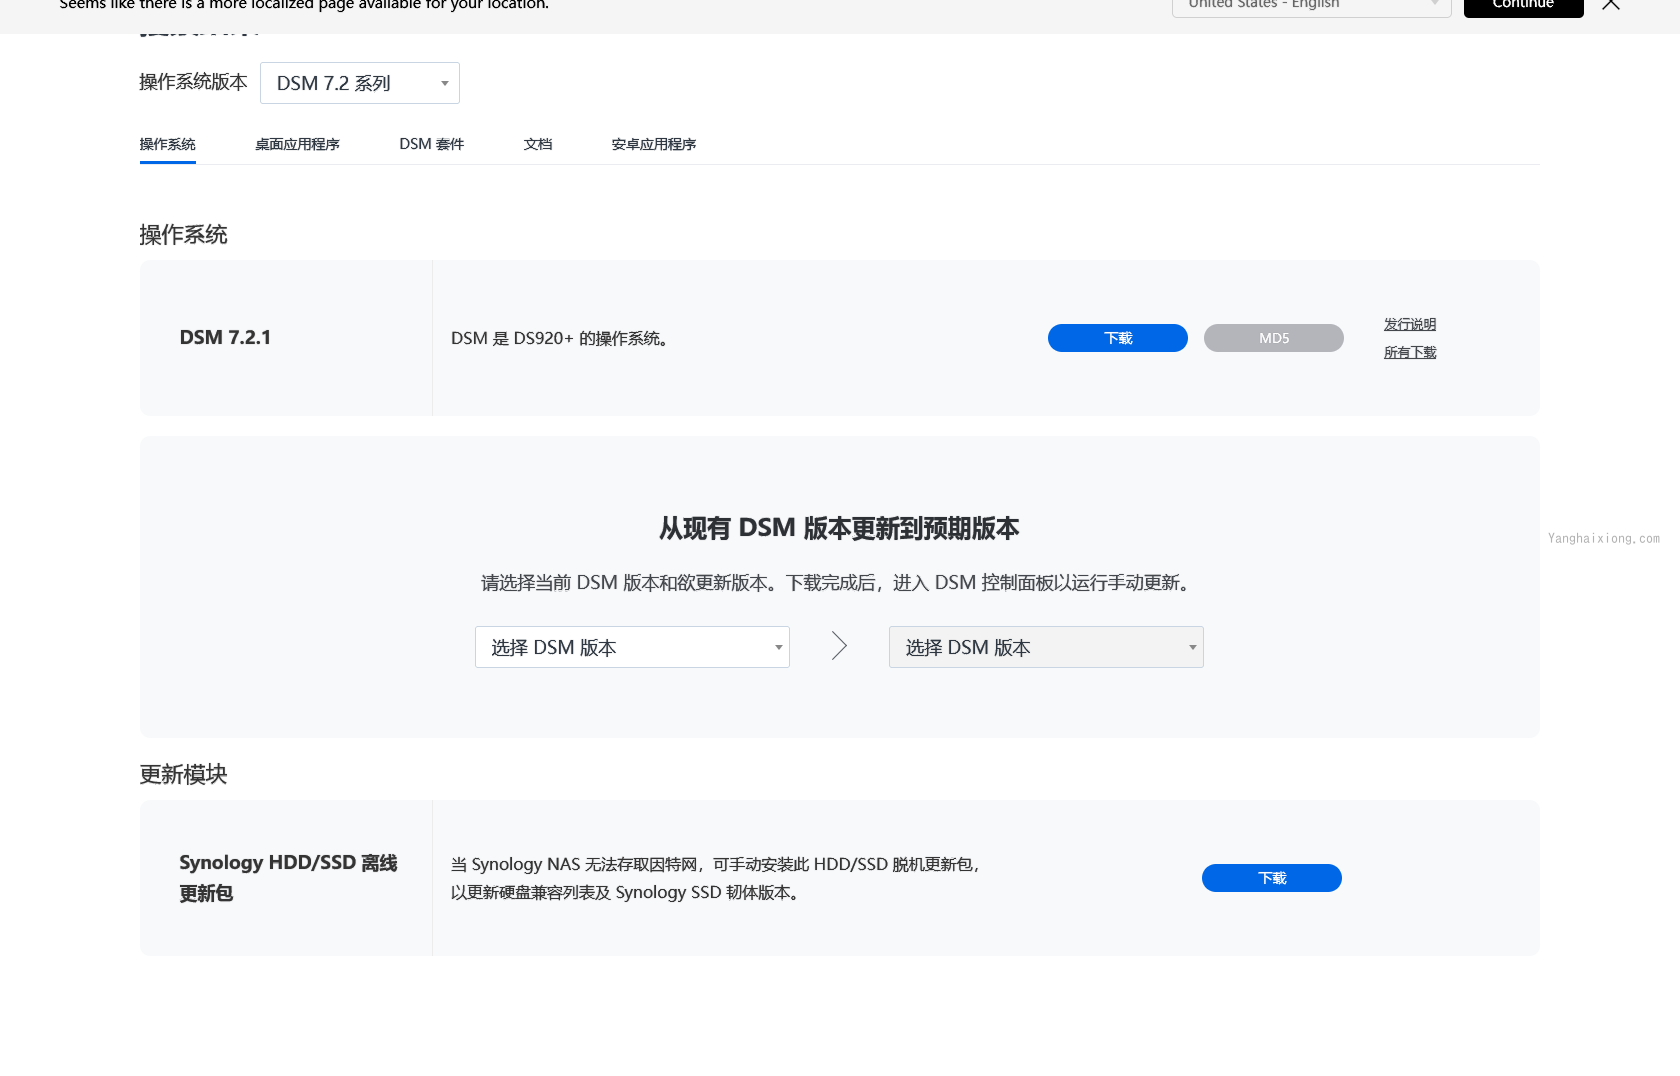 Seems like there is a more localized page available for your location.
United States - English
Continue
操作系统版本
DSM 7.2 系列
操作系统
桌面应用程序
DSM 套件
文档
安卓应用程序
操作系统
DSM 7.2.1
DSM 是 DS920+ 的操作系统。
下载
MD5
发行说明
所有下载
从现有 DSM 版本更新到预期版本
Yanghaixiong.com
请选择当前 DSM 版本和欲更新版本。下载完成后，进入 DSM 控制面板以运行手动更新。
选择 DSM 版本
选择 DSM 版本
更新模块
Synology HDD/SSD 离线
更新包
当 Synology NAS 无法存取因特网，可手动安装此 HDD/SSD 脱机更新包，
以更新硬盘兼容列表及 Synology SSD 韧体版本。
下载